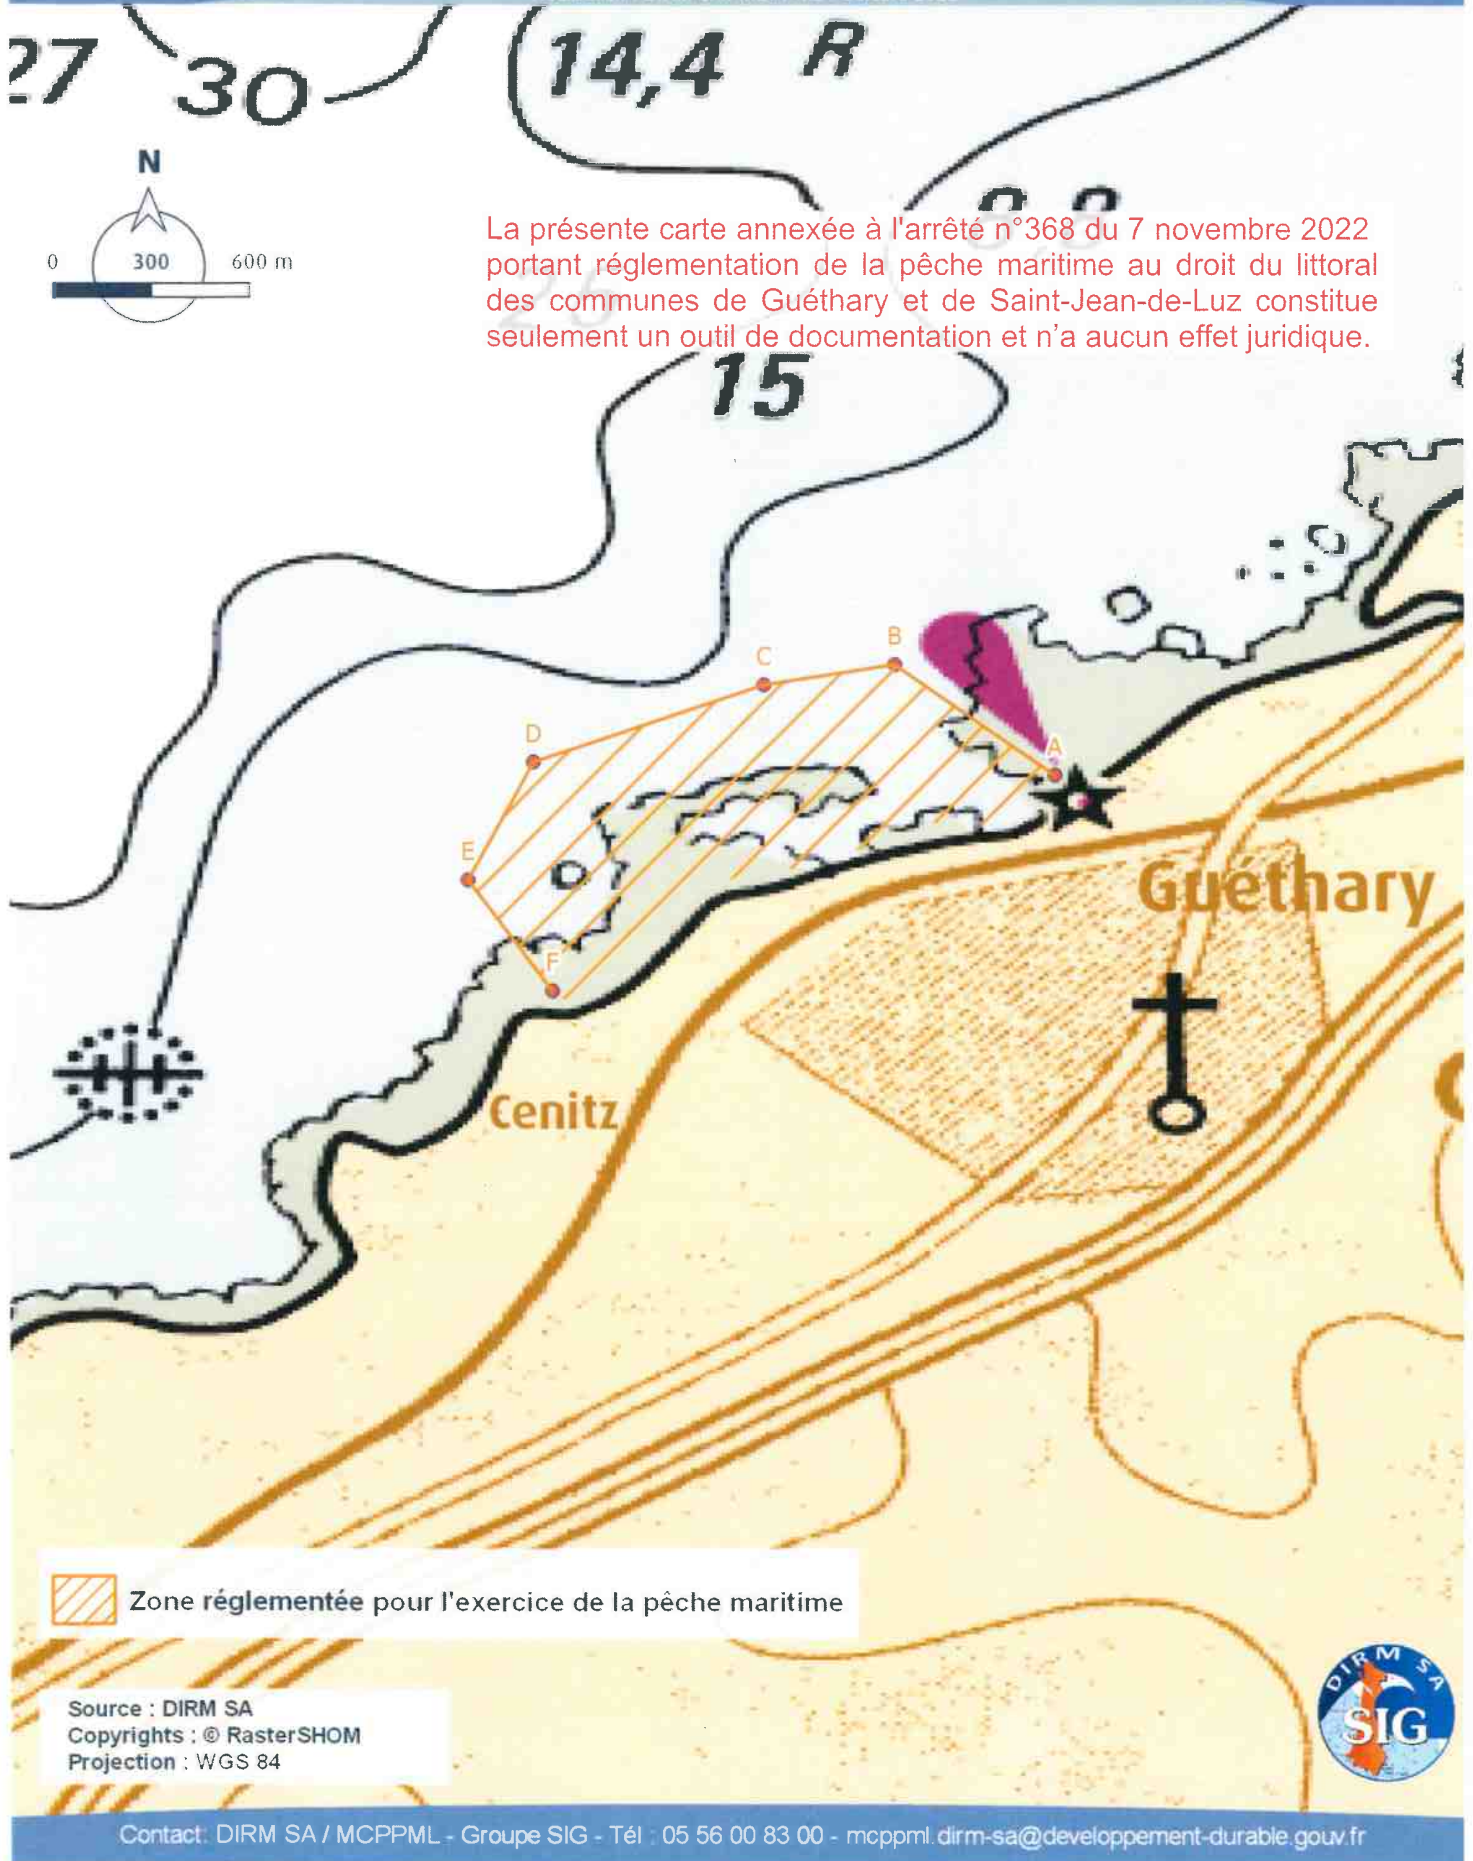 27
30
14,4 R
N
0 300 600 m
La présente carte annexée à l'arrêté n°368 du 7 novembre 2022
portant réglementation de la pêche maritime au droit du littoral
des communes de Guéthary et de Saint-Jean-de-Luz constitue
seulement un outil de documentation et n'a aucun effet juridique.
15
B
C
D
A
E
Guéthary
F
Cenitz
Zone réglementée pour l'exercice de la pêche maritime
Source : DIRM SA
Copyrights : © RasterSHOM
Projection : WGS 84
DIRM SA
SIG
Contact: DIRM SA / MCPPML - Groupe SIG - Tél : 05 56 00 83 00 - mcppml.dirm-sa@developpement-durable.gouv.fr